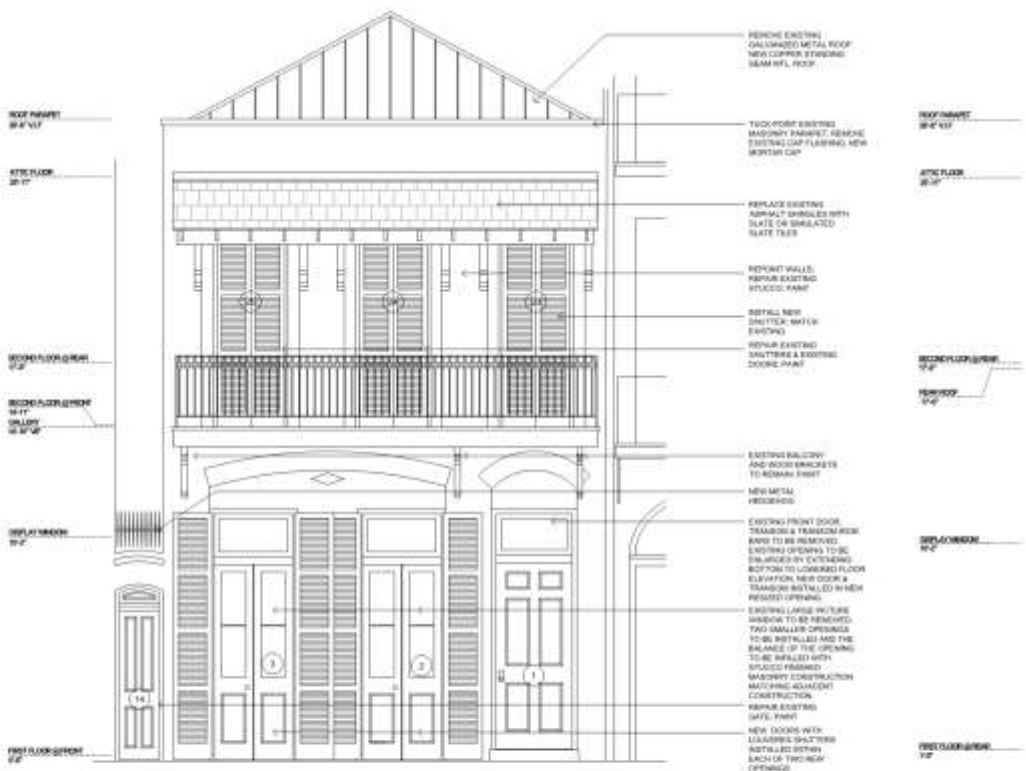 REMOVE EXISTING
GALVANIZED METAL ROOF
NEW COPPER STANDING
SEAM MTL. ROOF
ROOF PARAPET
ROOF PARAPET
TUCK-POINT EXISTING
MASONRY PARAPET, REMOVE
EXISTING CAP FLASHING, NEW
MORTAR CAP
ATTIC FLOOR
ATTIC FLOOR
REPLACE EXISTING
ASPHALT SHINGLES WITH
SLATE OR SIMULATED
SLATE TILES
REPOINT WALLS;
REPAIR EXISTING
STUCCO; PAINT
INSTALL NEW
SHUTTER; MATCH
EXISTING
REPAIR EXISTING
SHUTTERS & EXISTING
DOORS; PAINT
SECOND FLOOR @ REAR
SECOND FLOOR @ REAR
REAR ROOF
SECOND FLOOR @ FRONT
GALLERY
EXISTING BALCONY
AND WOOD BRACKETS
TO REMAIN; PAINT
NEW METAL
HEDGEHOG
DISPLAY WINDOW
DISPLAY WINDOW
EXISTING FRONT DOOR,
TRANSOM & TRANSOM IRON
BARS TO BE REMOVED.
EXISTING OPENING TO BE
ENLARGED BY EXTENDING
BOTTOM TO LOWERED FLOOR
ELEVATION, NEW DOOR &
TRANSOM INSTALLED IN NEW
RESIZED OPENING.
EXISTING LARGE PICTURE
WINDOW TO BE REMOVED,
TWO SMALLER OPENINGS
TO BE INSTALLED AND THE
BALANCE OF THE OPENING
TO BE INFILLED WITH
STUCCO FINISHED
MASONRY CONSTRUCTION
MATCHING ADJACENT
CONSTRUCTION.
3
2
1
14
REPAIR EXISTING
GATE; PAINT
NEW DOORS WITH
LOUVERED SHUTTERS
INSTALLED WITHIN
EACH OF TWO NEW
OPENINGS
FIRST FLOOR @ FRONT
FIRST FLOOR @ REAR